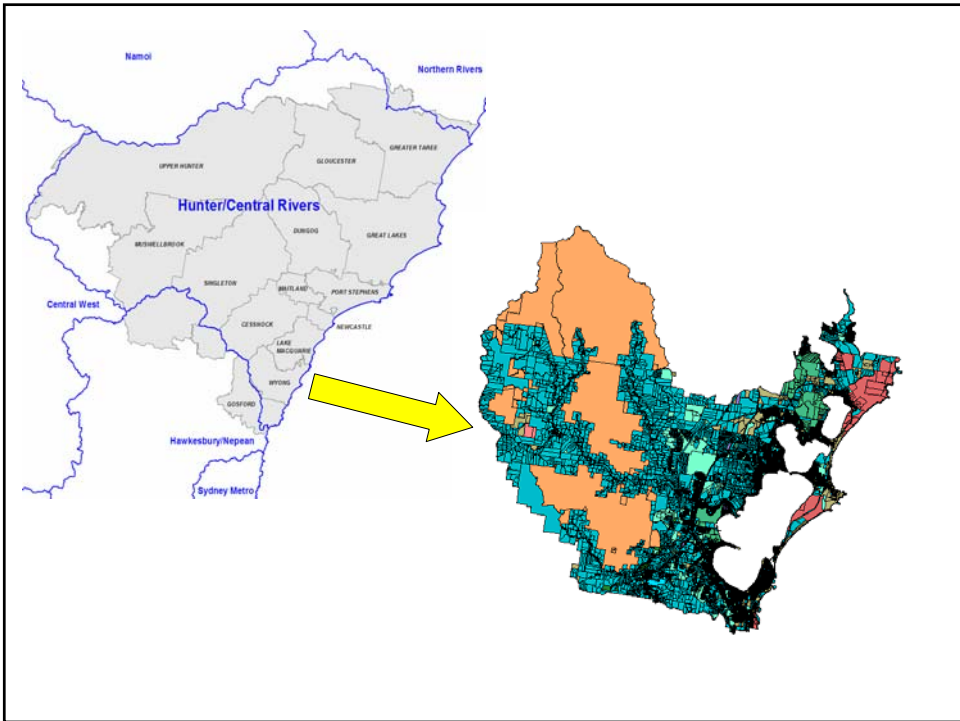 Namoi
Northern Rivers
GREATER TAREE
GLOUCESTER
UPPER HUNTER
Hunter/Central Rivers
DUNGOG
GREAT LAKES
MUSWELLBROOK
SINGLETON
MAITLAND
PORT STEPHENS
Central West
CESSNOCK
NEWCASTLE
LAKE
MACQUARIE
WYONG
GOSFORD
Hawkesbury/Nepean
Sydney Metro